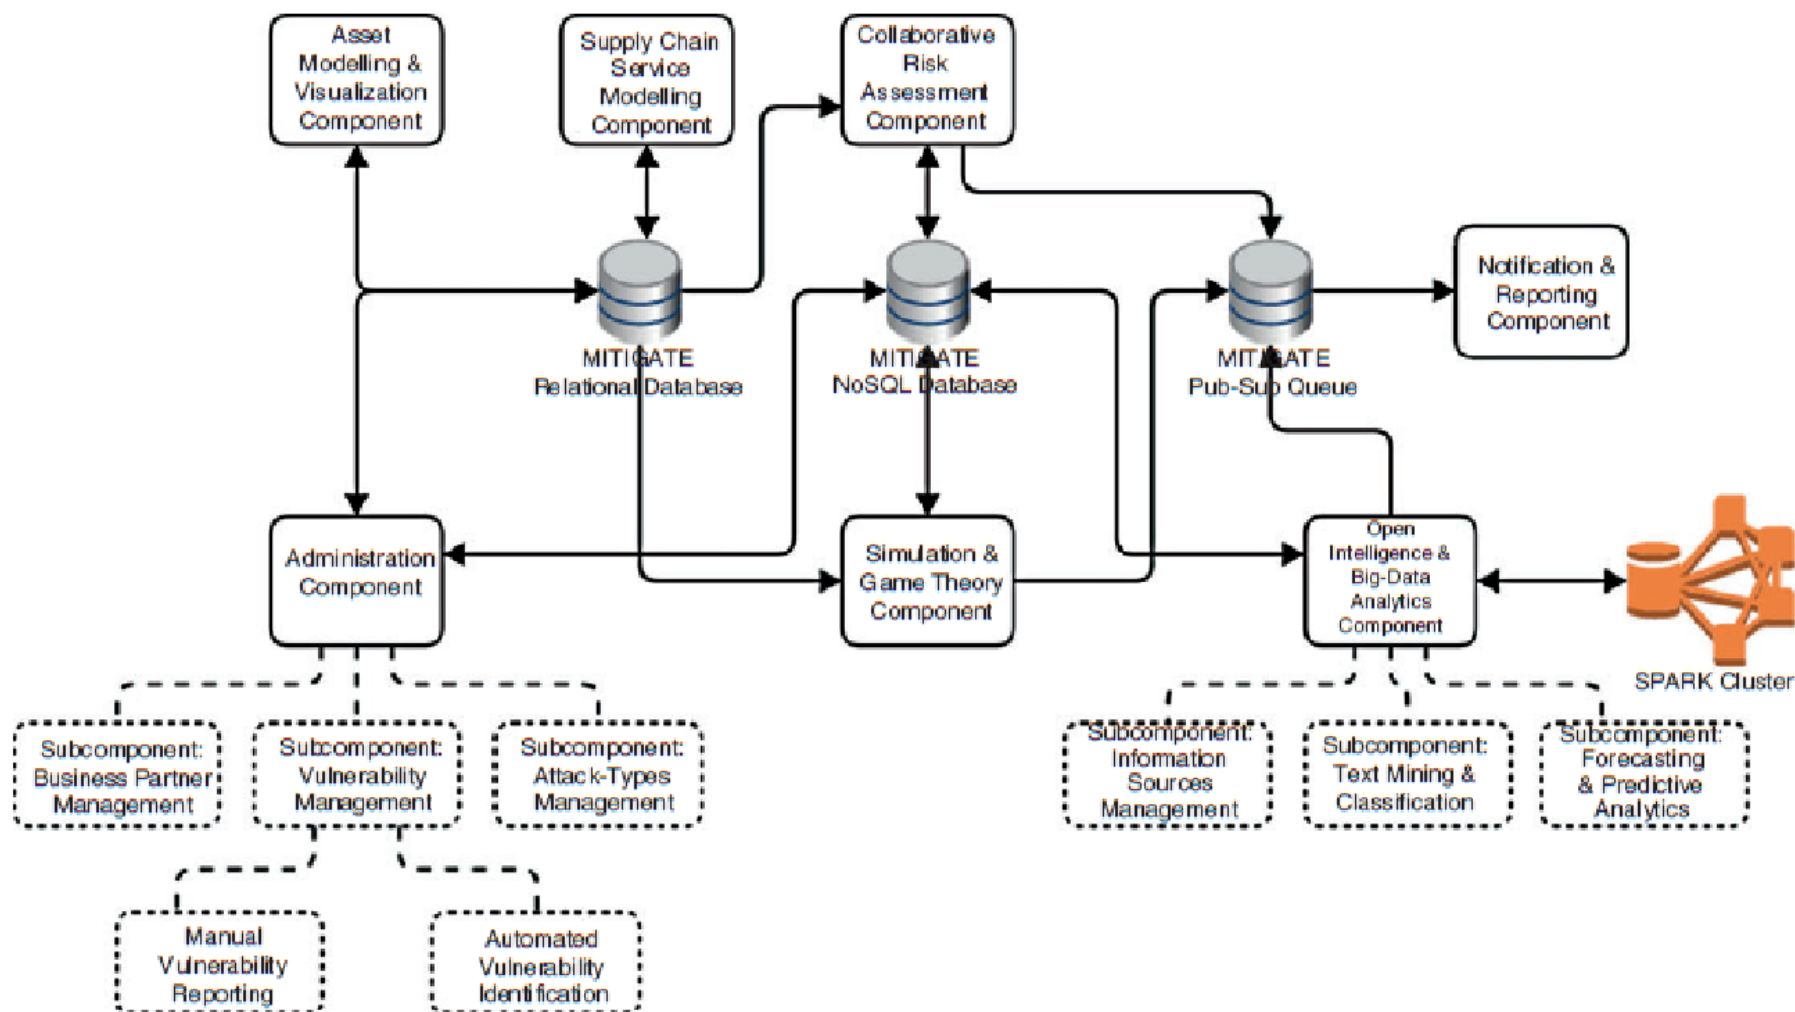 Asset
Modelling &
Visualization
Component
Supply Chain
Service
Modelling
Component
Collaborative
Risk
Assessment
Component
Notification &
Reporting
Component
MITIGATE
Relational Database
MITIGATE
NoSQL Database
MITIGATE
Pub-Sub Queue
Administration
Component
Simulation &
Game Theory
Component
Open
Intelligence &
Big-Data
Analytics
Component
SPARK Cluster
Subcomponent:
Business Partner
Management
Subcomponent:
Vulnerability
Management
Subcomponent:
Attack-Types
Management
Subcomponent:
Information
Sources
Management
Subcomponent:
Text Mining &
Classification
Subcomponent:
Forecasting
& Predictive
Analytics
Manual
Vulnerability
Reporting
Automated
Vulnerability
Identification